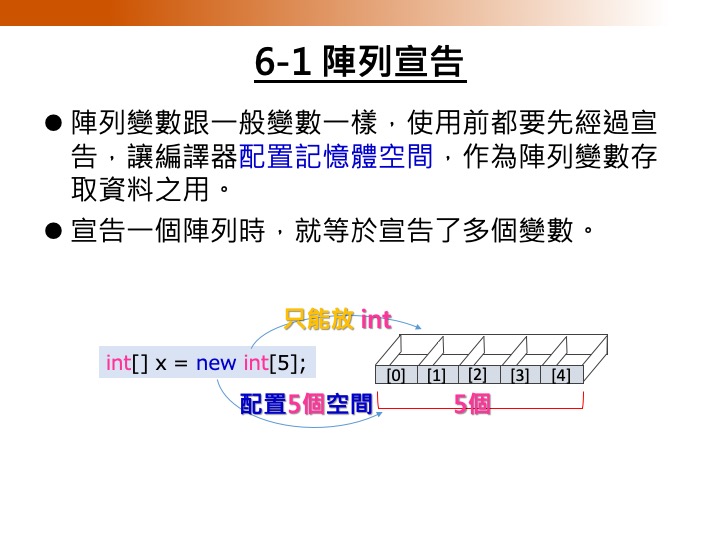 6-1 陣列宣告
● 陣列變數跟一般變數一樣，使用前都要先經過宣
告，讓編譯器配置記憶體空間，作為陣列變數存
取資料之用。
● 宣告一個陣列時，就等於宣告了多個變數。
只能放 int
int[] x = new int[5];
[0] [1] [2] [3] [4]
配置5個空間
5個